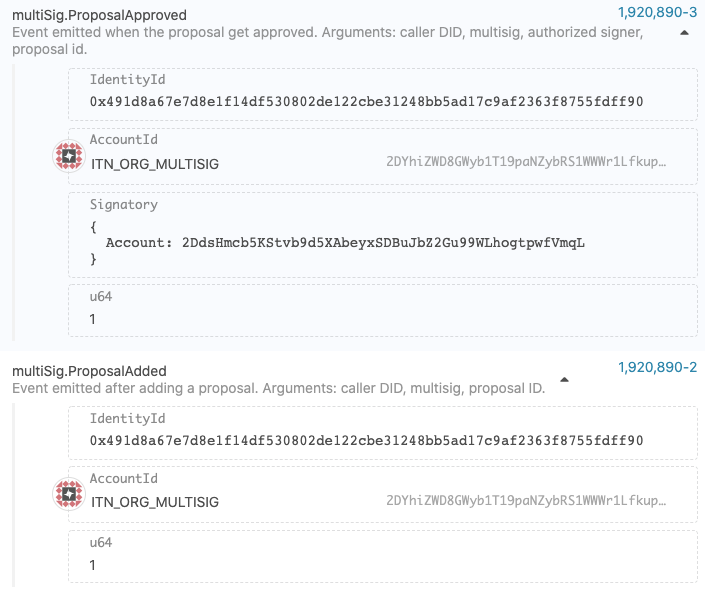 multiSig.ProposalApproved
1,920,890-3
Event emitted when the proposal get approved. Arguments: caller DID, multisig, authorized signer,
proposal id.
IdentityId
0x491d8a67e7d8e1f14df530802de122cbe31248bb5ad17c9af2363f8755fdff90
AccountId
ITN_ORG_MULTISIG
2DYhiZWD8GWyb1T19paNZybRS1WWWr1Lfkup…
Signatory
{
Account: 2DdsHmcb5KStvb9d5XAbeyxSDBuJbZ2Gu99WLhogtpwfVmqL
}
u64
1
multiSig.ProposalAdded
1,920,890-2
Event emitted after adding a proposal. Arguments: caller DID, multisig, proposal ID.
IdentityId
0x491d8a67e7d8e1f14df530802de122cbe31248bb5ad17c9af2363f8755fdff90
AccountId
ITN_ORG_MULTISIG
2DYhiZWD8GWyb1T19paNZybRS1WWWr1Lfkup…
u64
1